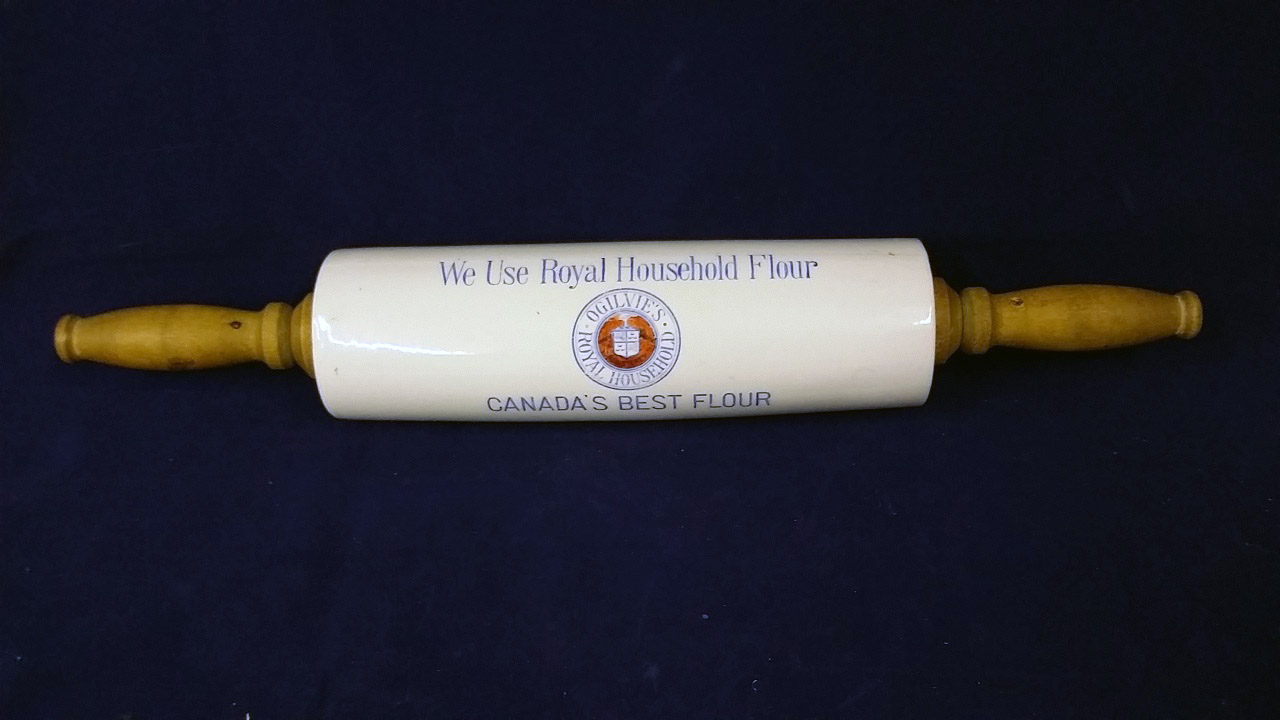 We Use Royal Household Flour
· OGILVIE'S ·
ROYAL HOUSEHOLD
CANADA'S BEST FLOUR